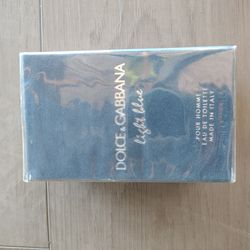 DOLCE & GABBANA
light blue
POUR HOMME
EAU DE TOILETTE
MADE IN ITALY